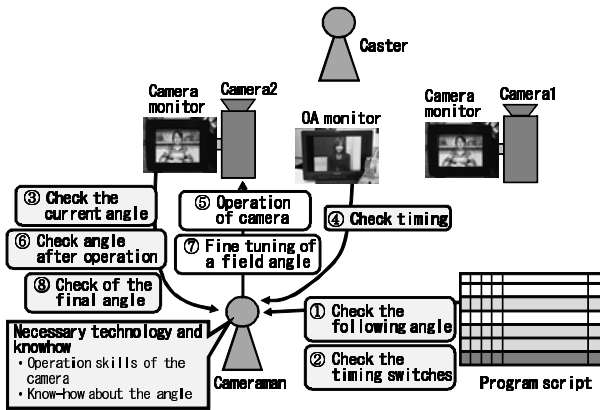 Caster
Camera
monitor
Camera2
OA monitor
Camera
monitor
Camera1
③ Check the
current angle
⑤ Operation
of camera
④ Check timing
⑥ Check angle
after operation
⑦ Fine tuning of
a field angle
⑧ Check of the
final angle
① Check the
following angle
② Check the
timing switches
Necessary technology and
knowhow
・Operation skills of the
camera
・Know-how about the angle
Cameraman
Program script